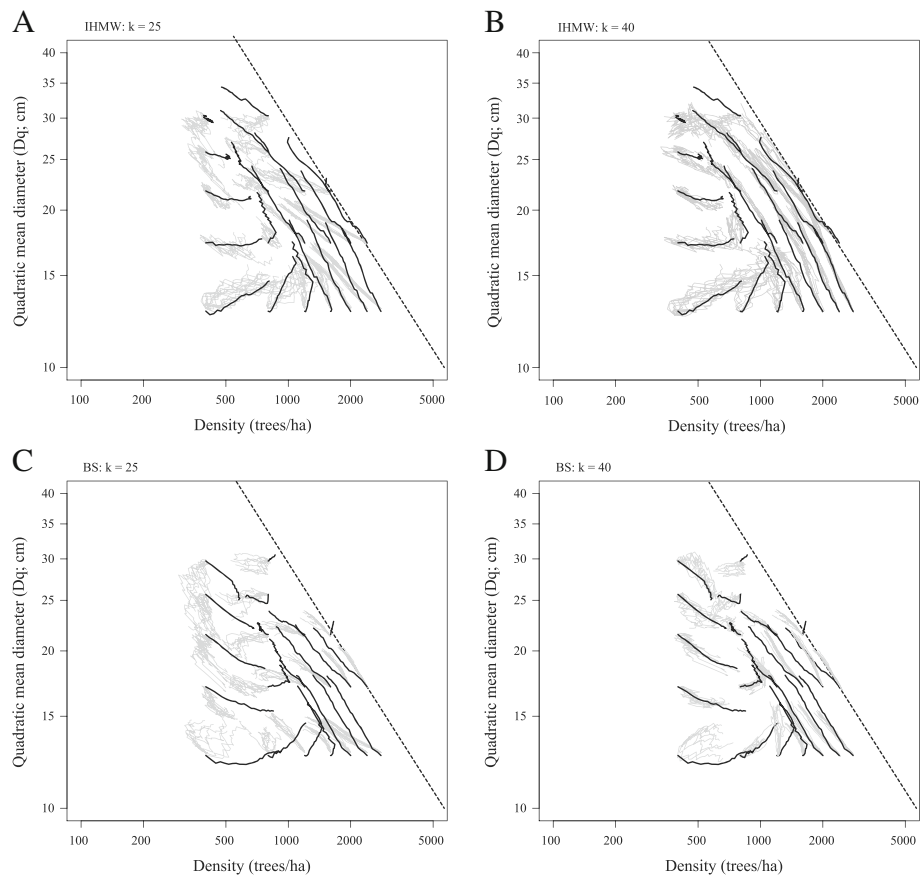 A
IHMW: k = 25
40
35
30
25
20
15
10
Quadratic mean diameter (Dq; cm)
100 200 500 1000 2000 5000
Density (trees/ha)
B
IHMW: k = 40
40
35
30
25
20
15
10
Quadratic mean diameter (Dq; cm)
100 200 500 1000 2000 5000
Density (trees/ha)
C
BS: k = 25
40
35
30
25
20
15
10
Quadratic mean diameter (Dq; cm)
100 200 500 1000 2000 5000
Density (trees/ha)
D
BS: k = 40
40
35
30
25
20
15
10
Quadratic mean diameter (Dq; cm)
100 200 500 1000 2000 5000
Density (trees/ha)